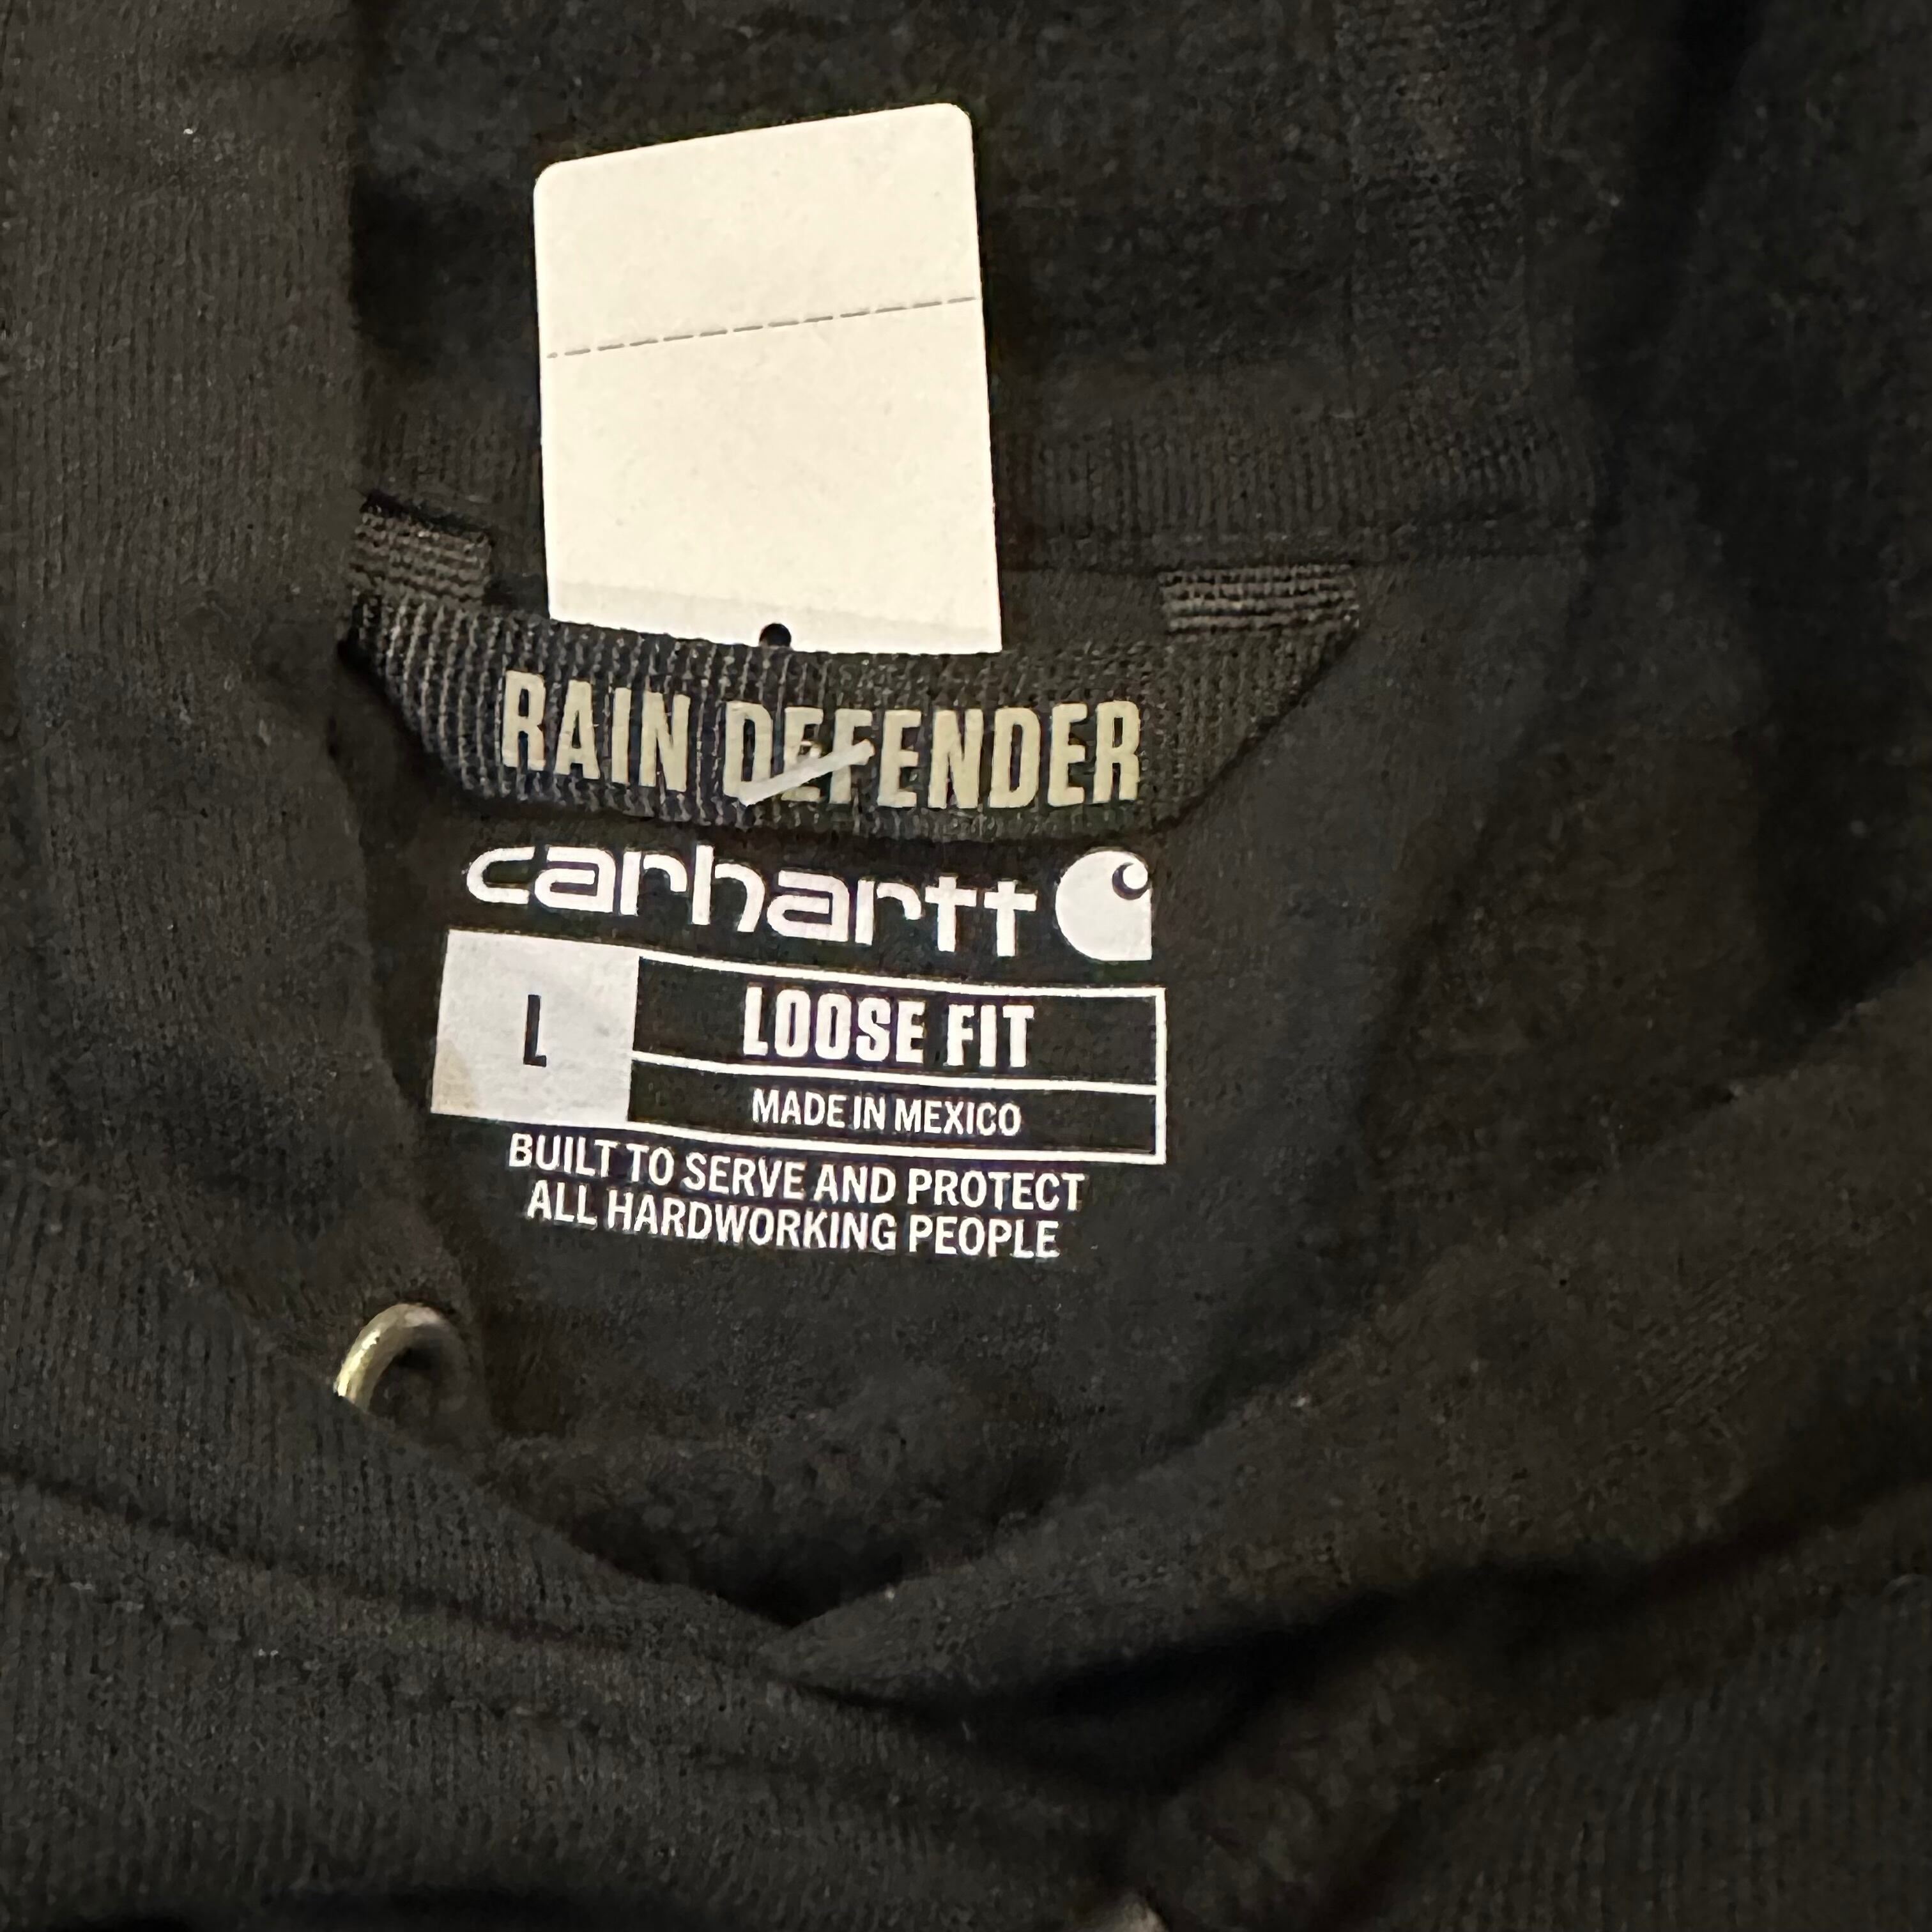 RAIN DEFENDER
carhartt
L
LOOSE FIT
MADE IN MEXICO
BUILT TO SERVE AND PROTECT
ALL HARDWORKING PEOPLE